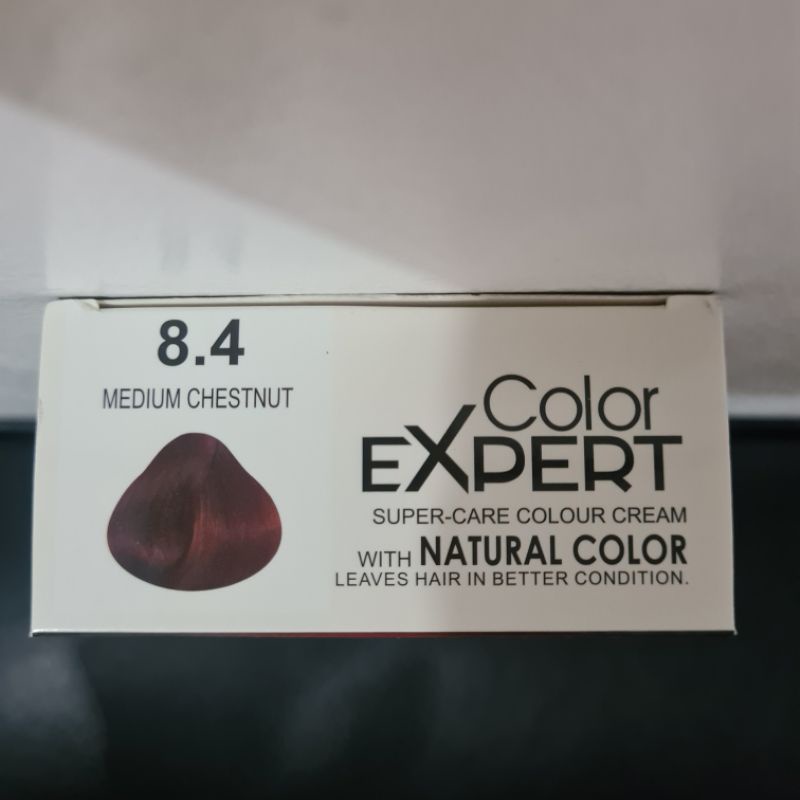 8.4
MEDIUM CHESTNUT
Color
EXPERT
SUPER-CARE COLOUR CREAM
WITH NATURAL COLOR
LEAVES HAIR IN BETTER CONDITION.